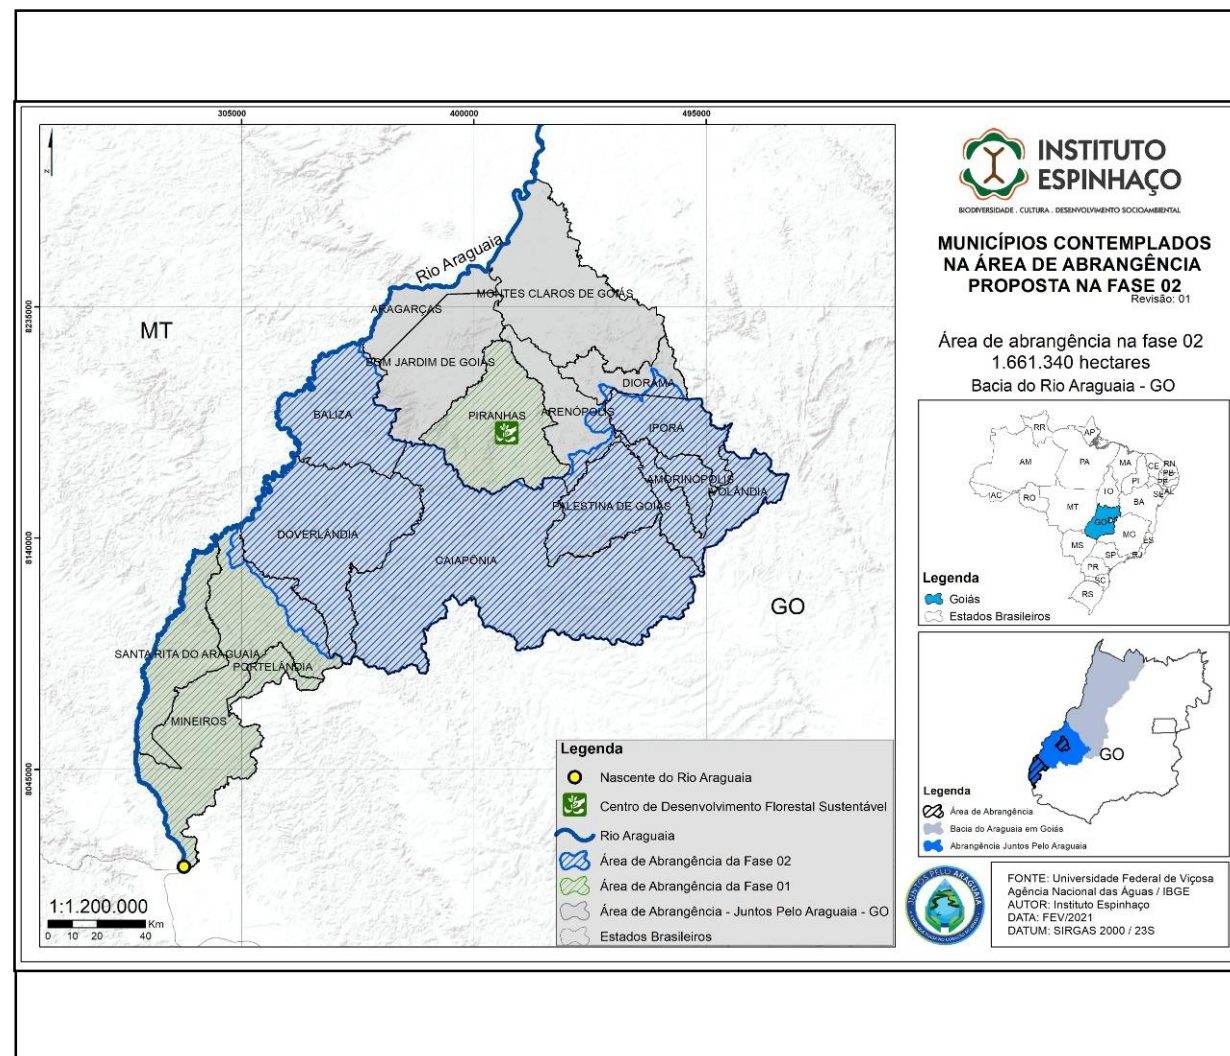 305000
400000
495000
8235000
8140000
8045000
N
MT
GO
Rio Araguaia
MONTES CLAROS DE GOIÁS
ARAGARÇAS
BOM JARDIM DE GOIÁS
DIORAMA
ARENÓPOLIS
PIRANHAS
BALIZA
IPORÁ
AMORINÓPOLIS
IVOLÂNDIA
PALESTINA DE GOIÁS
DOVERLÂNDIA
CAIAPÔNIA
SANTA RITA DO ARAGUAIA
PORTELÂNDIA
MINEIROS
1:1.200.000
Km
0 10 20 40
Legenda
Nascente do Rio Araguaia
Centro de Desenvolvimento Florestal Sustentável
Rio Araguaia
Área de Abrangência da Fase 02
Área de Abrangência da Fase 01
Área de Abrangência - Juntos Pelo Araguaia - GO
Estados Brasileiros
INSTITUTO
ESPINHAÇO
BIODIVERSIDADE . CULTURA . DESENVOLVIMENTO SOCIOAMBIENTAL
MUNICÍPIOS CONTEMPLADOS
NA ÁREA DE ABRANGÊNCIA
PROPOSTA NA FASE 02
Revisão: 01
Área de abrangência na fase 02
1.661.340 hectares
Bacia do Rio Araguaia - GO
RR
AP
AM
PA
MA
CE
RN
PB
PE
AL
SE
PI
AC
RO
TO
BA
MT
GO
DF
MG
ES
MS
SP
RJ
PR
SC
RS
Legenda
Goiás
Estados Brasileiros
GO
Legenda
Área de Abrangência
Bacia do Araguaia em Goiás
Abrangência Juntos Pelo Araguaia
JUNTOS PELO ARAGUAIA
FONTE: Universidade Federal de Viçosa
Agência Nacional das Águas / IBGE
AUTOR: Instituto Espinhaço
DATA: FEV/2021
DATUM: SIRGAS 2000 / 23S